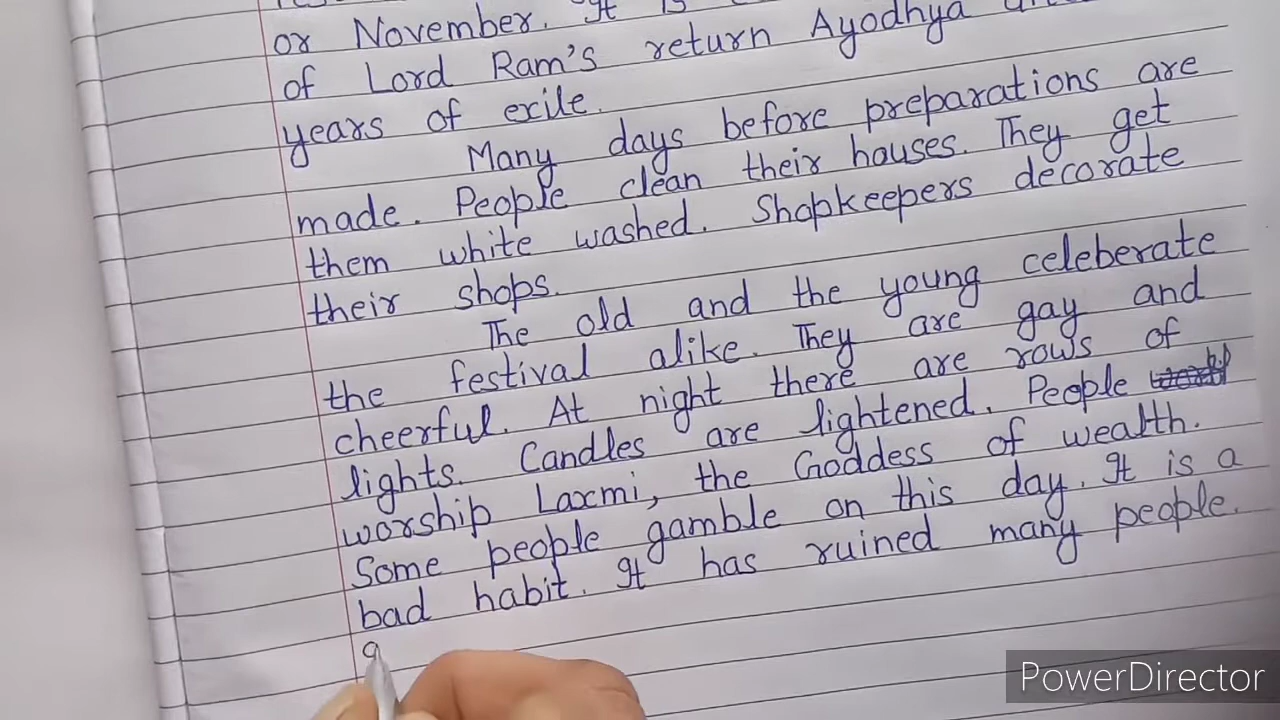 or November. It is
of Lord Ram's return Ayodhya
years of exile.
Many days before preparations are
made. People clean their houses. They get
them white washed. Shopkeepers decorate
their shops.
The old and the young celeberate
the festival alike. They are gay and
cheerful. At night there are rows of
lights. Candles are lightened. People
worship Laxmi, the Goddess of wealth.
Some people gamble on this day. It is a
bad habit. It has ruined many people.
PowerDirector